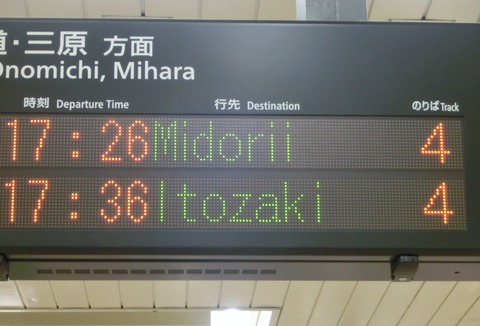 道・三原 方面
Onomichi, Mihara
時刻 Departure Time 行先 Destination のりば Track
17:26 Midorii 4
17:36 Itozaki 4